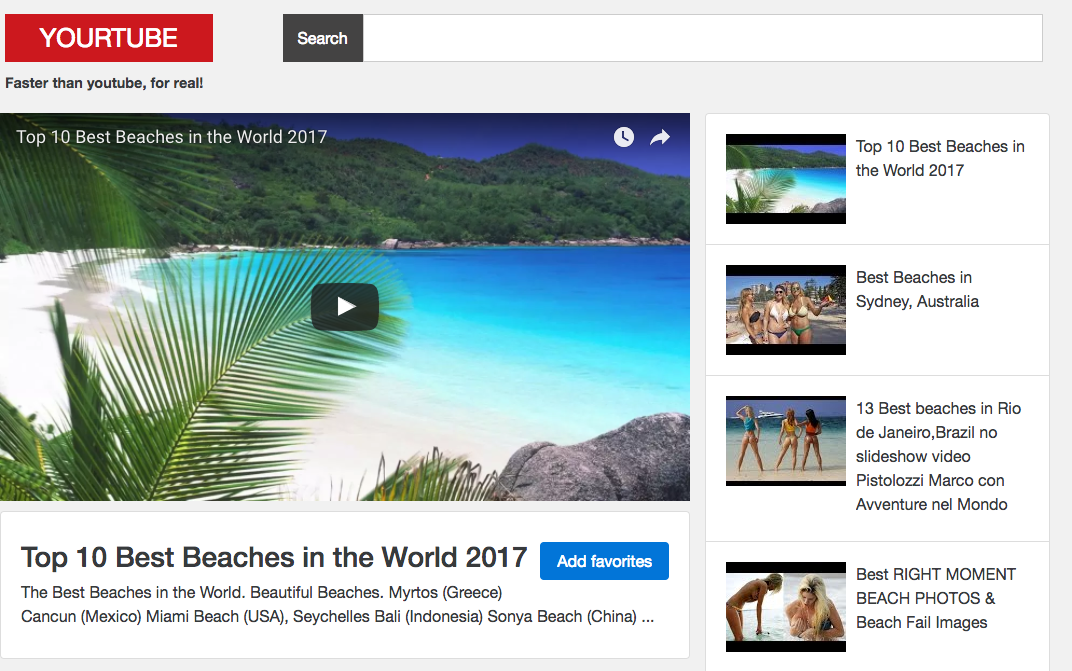 YOURTUBE
Search
Faster than youtube, for real!
Top 10 Best Beaches in the World 2017
Top 10 Best Beaches in the World 2017
Add favorites
The Best Beaches in the World. Beautiful Beaches. Myrtos (Greece)
Cancun (Mexico) Miami Beach (USA), Seychelles Bali (Indonesia) Sonya Beach (China) ...
Top 10 Best Beaches in
the World 2017
Best Beaches in
Sydney, Australia
13 Best beaches in Rio
de Janeiro,Brazil no
slideshow video
Pistolozzi Marco con
Avventure nel Mondo
Best RIGHT MOMENT
BEACH PHOTOS &
Beach Fail Images